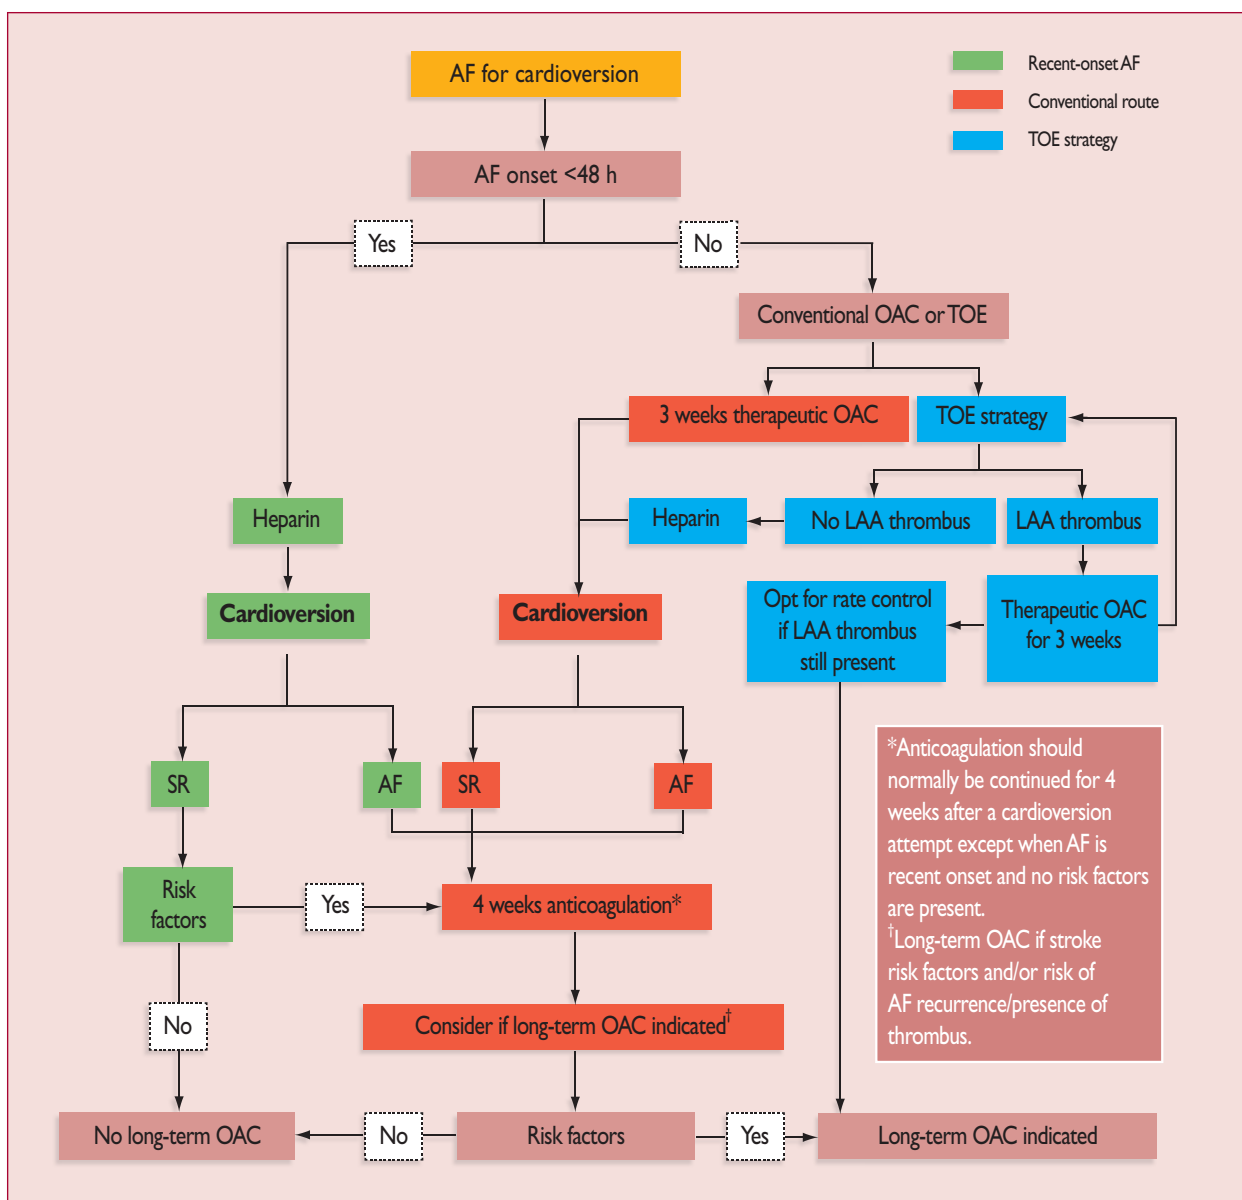 AF for cardioversion
Recent-onset AF
Conventional route
TOE strategy
AF onset <48 h
Yes
No
Conventional OAC or TOE
3 weeks therapeutic OAC
TOE strategy
Heparin
Heparin
No LAA thrombus
LAA thrombus
Cardioversion
Cardioversion
Opt for rate control
if LAA thrombus
still present
Therapeutic OAC
for 3 weeks
SR
AF
SR
AF
*Anticoagulation should
normally be continued for 4
weeks after a cardioversion
attempt except when AF is
recent onset and no risk factors
are present.
†Long-term OAC if stroke
risk factors and/or risk of
AF recurrence/presence of
thrombus.
Risk
factors
Yes
4 weeks anticoagulation*
No
Consider if long-term OAC indicated†
No long-term OAC
No
Risk factors
Yes
Long-term OAC indicated